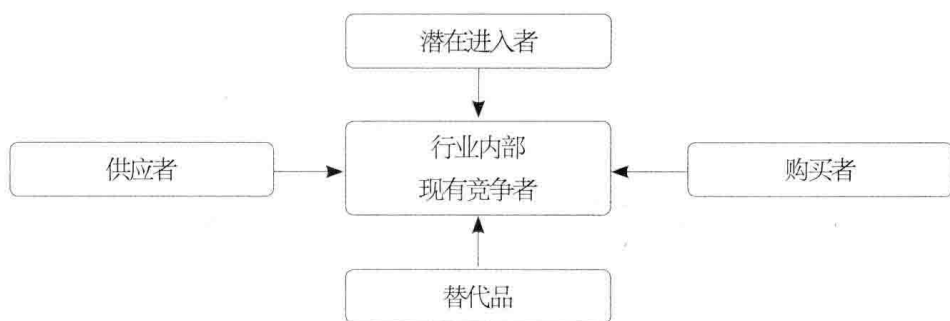 潜在进入者
供应者
行业内部
现有竞争者
购买者
替代品